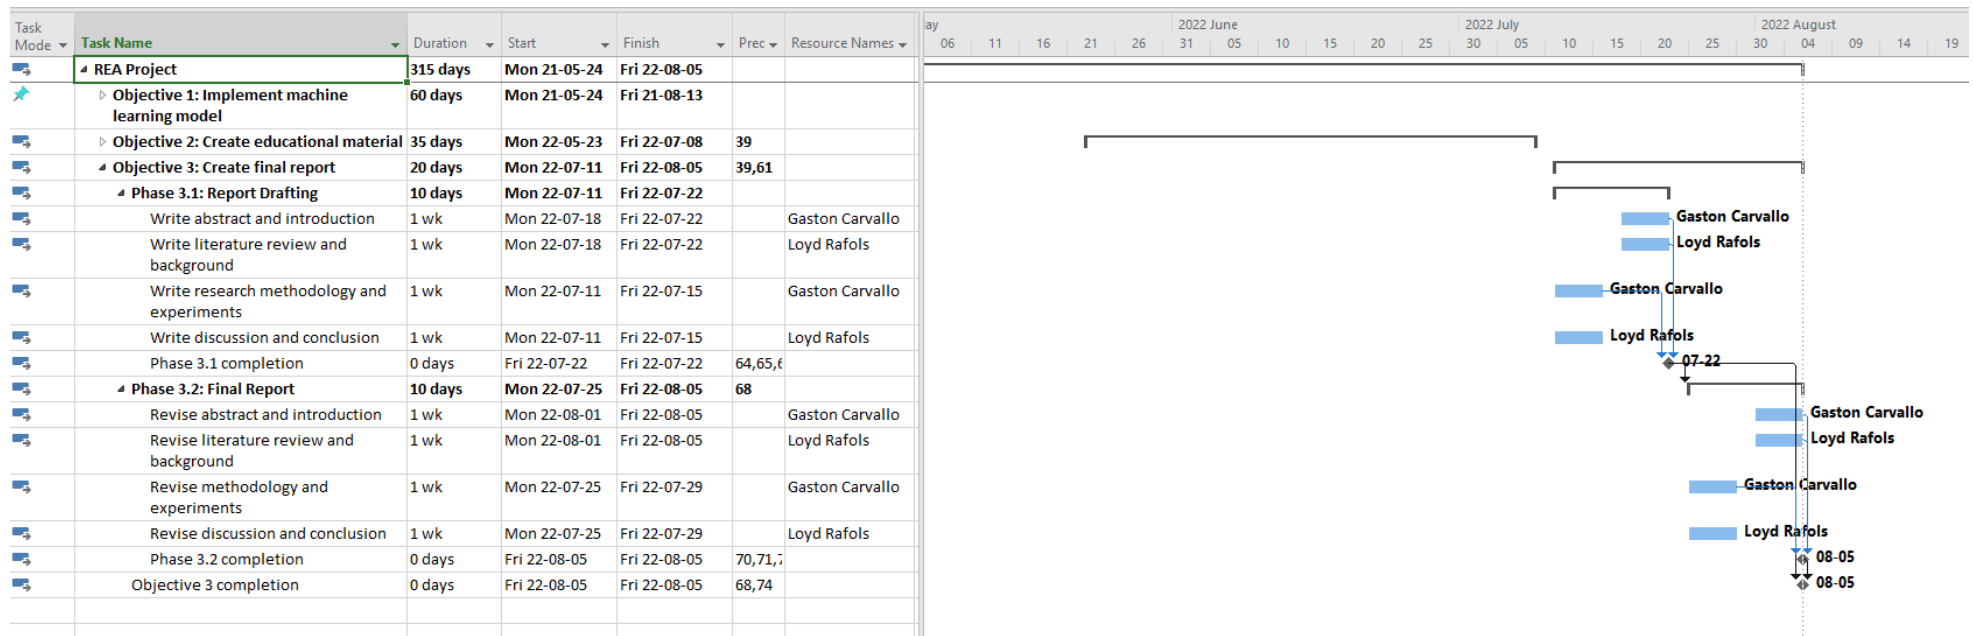 Task Mode Task Name Duration Start Finish Prec Resource Names
ay 2022 June 2022 July 2022 August
06 11 16 21 26 31 05 10 15 20 25 30 05 10 15 20 25 30 04 09 14 19
REA Project 315 days Mon 21-05-24 Fri 22-08-05
Objective 1: Implement machine learning model 60 days Mon 21-05-24 Fri 21-08-13
Objective 2: Create educational material 35 days Mon 22-05-23 Fri 22-07-08 39
Objective 3: Create final report 20 days Mon 22-07-11 Fri 22-08-05 39,61
Phase 3.1: Report Drafting 10 days Mon 22-07-11 Fri 22-07-22
Write abstract and introduction 1 wk Mon 22-07-18 Fri 22-07-22 Gaston Carvallo Gaston Carvallo
Write literature review and background 1 wk Mon 22-07-18 Fri 22-07-22 Loyd Rafols Loyd Rafols
Write research methodology and experiments 1 wk Mon 22-07-11 Fri 22-07-15 Gaston Carvallo Gaston Carvallo
Write discussion and conclusion 1 wk Mon 22-07-11 Fri 22-07-15 Loyd Rafols Loyd Rafols
Phase 3.1 completion 0 days Fri 22-07-22 Fri 22-07-22 64,65,6 07-22
Phase 3.2: Final Report 10 days Mon 22-07-25 Fri 22-08-05 68
Revise abstract and introduction 1 wk Mon 22-08-01 Fri 22-08-05 Gaston Carvallo Gaston Carvallo
Revise literature review and background 1 wk Mon 22-08-01 Fri 22-08-05 Loyd Rafols Loyd Rafols
Revise methodology and experiments 1 wk Mon 22-07-25 Fri 22-07-29 Gaston Carvallo Gaston Carvallo
Revise discussion and conclusion 1 wk Mon 22-07-25 Fri 22-07-29 Loyd Rafols Loyd Rafols
Phase 3.2 completion 0 days Fri 22-08-05 Fri 22-08-05 70,71,7 08-05
Objective 3 completion 0 days Fri 22-08-05 Fri 22-08-05 68,74 08-05